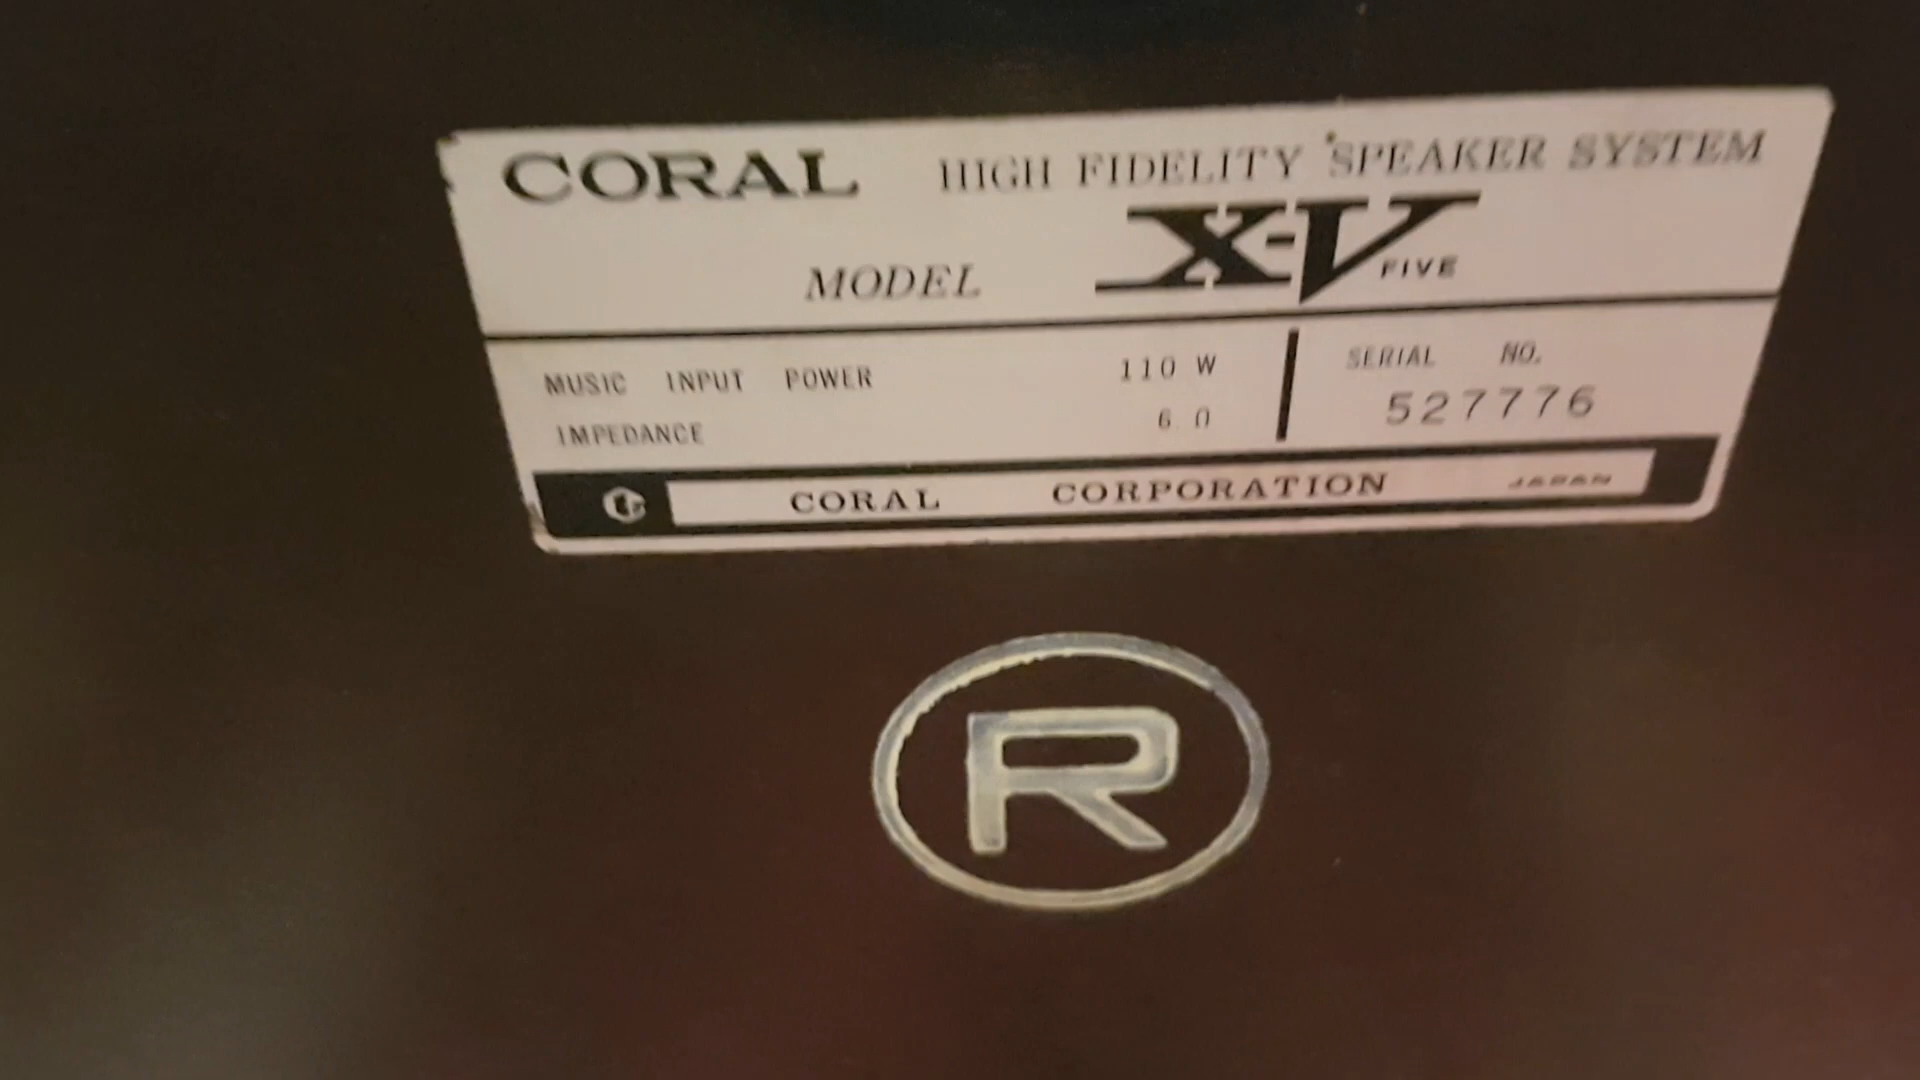 CORAL HIGH FIDELITY SPEAKER SYSTEM
MODEL X-V FIVE
MUSIC INPUT POWER 110 W
IMPEDANCE 6 Ω
SERIAL NO.
527776
CORAL CORPORATION JAPAN
R